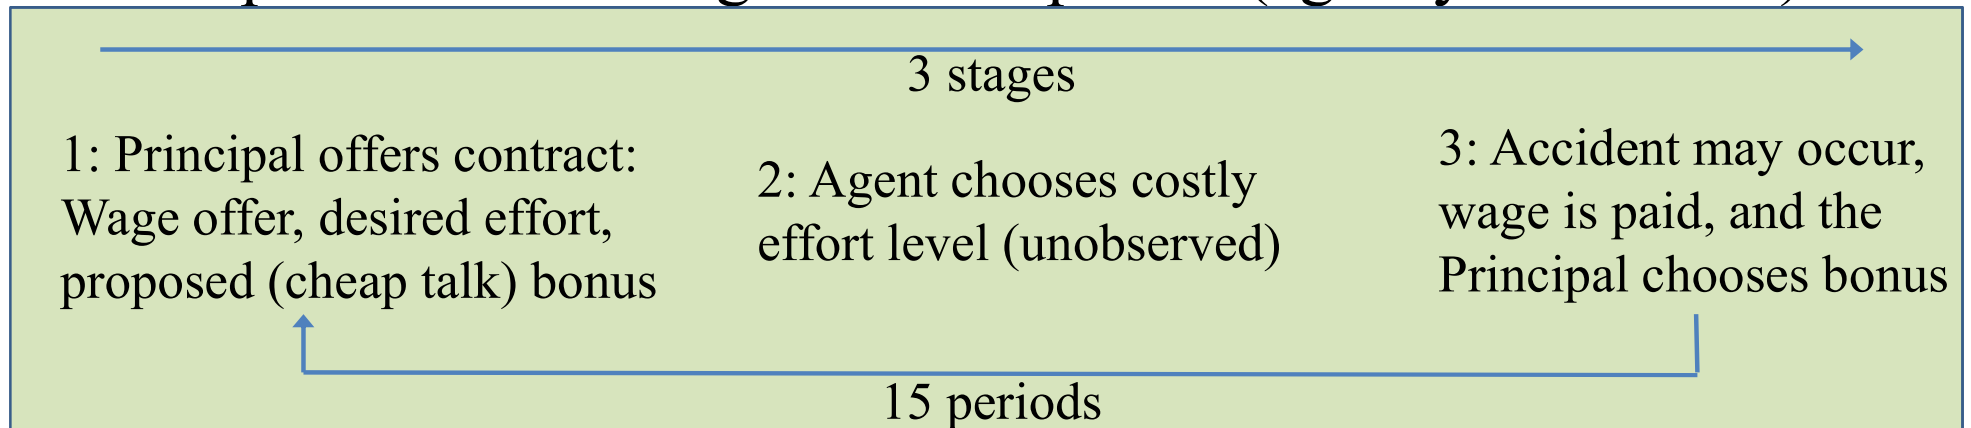 3 stages
1: Principal offers contract:
Wage offer, desired effort,
proposed (cheap talk) bonus
2: Agent chooses costly
effort level (unobserved)
3: Accident may occur,
wage is paid, and the
Principal chooses bonus
15 periods